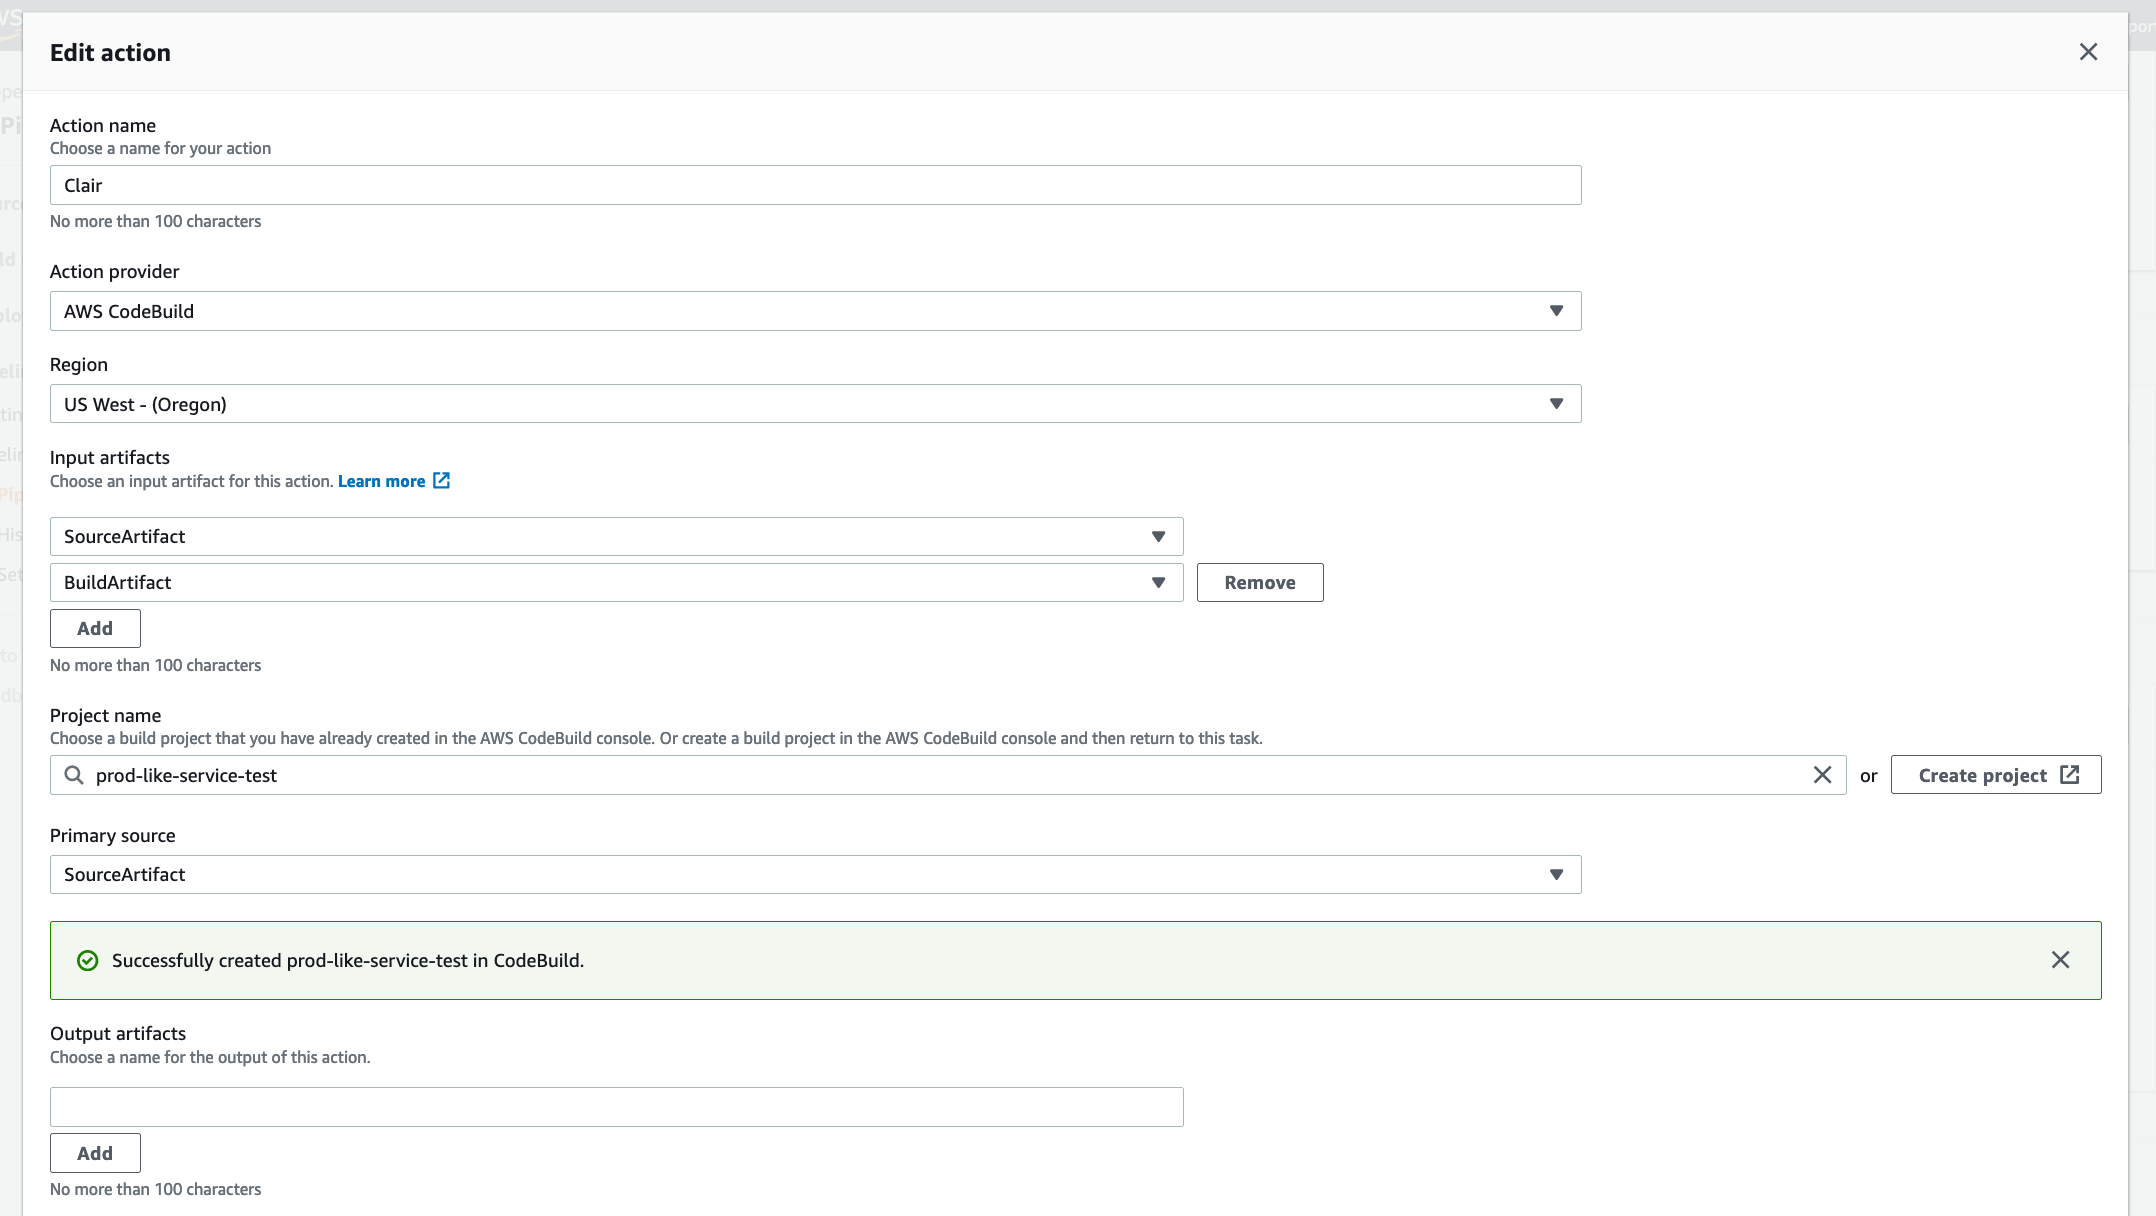 Edit action
Action name
Choose a name for your action
Clair
No more than 100 characters
Action provider
AWS CodeBuild
Region
US West - (Oregon)
Input artifacts
Choose an input artifact for this action. Learn more
SourceArtifact
BuildArtifact
Remove
Add
No more than 100 characters
Project name
Choose a build project that you have already created in the AWS CodeBuild console. Or create a build project in the AWS CodeBuild console and then return to this task.
prod-like-service-test
or
Create project
Primary source
SourceArtifact
Successfully created prod-like-service-test in CodeBuild.
Output artifacts
Choose a name for the output of this action.
Add
No more than 100 characters